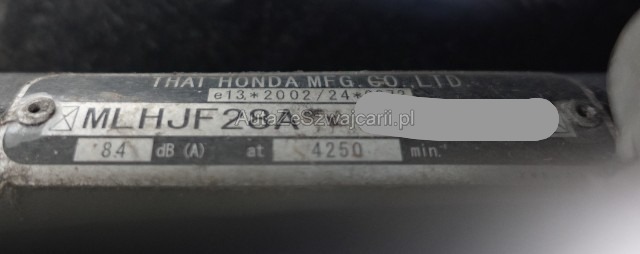 THAI HONDA MFG. CO. LTD.
e13*2002/24*
MLHJF28A
AutaZeSzwajcarii.pl
84 dB (A) at 4250 min.